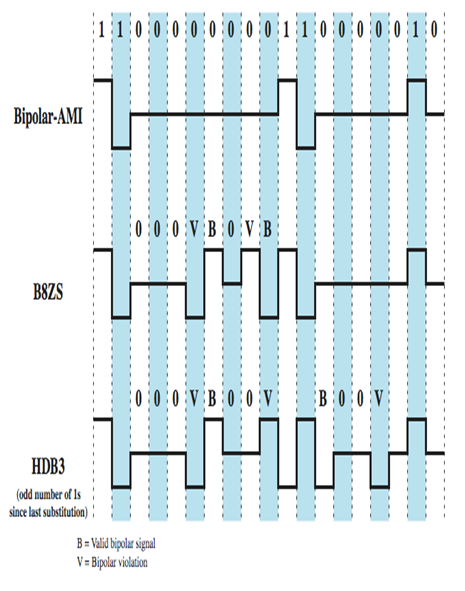 1 1 0 0 0 0 0 0 0 0 1 1 0 0 0 0 0 1 0
Bipolar-AMI
0 0 0 V B 0 V B
B8ZS
0 0 0 V B 0 0 V B 0 0 V
HDB3
(odd number of 1s
since last substitution)
B = Valid bipolar signal
V = Bipolar violation